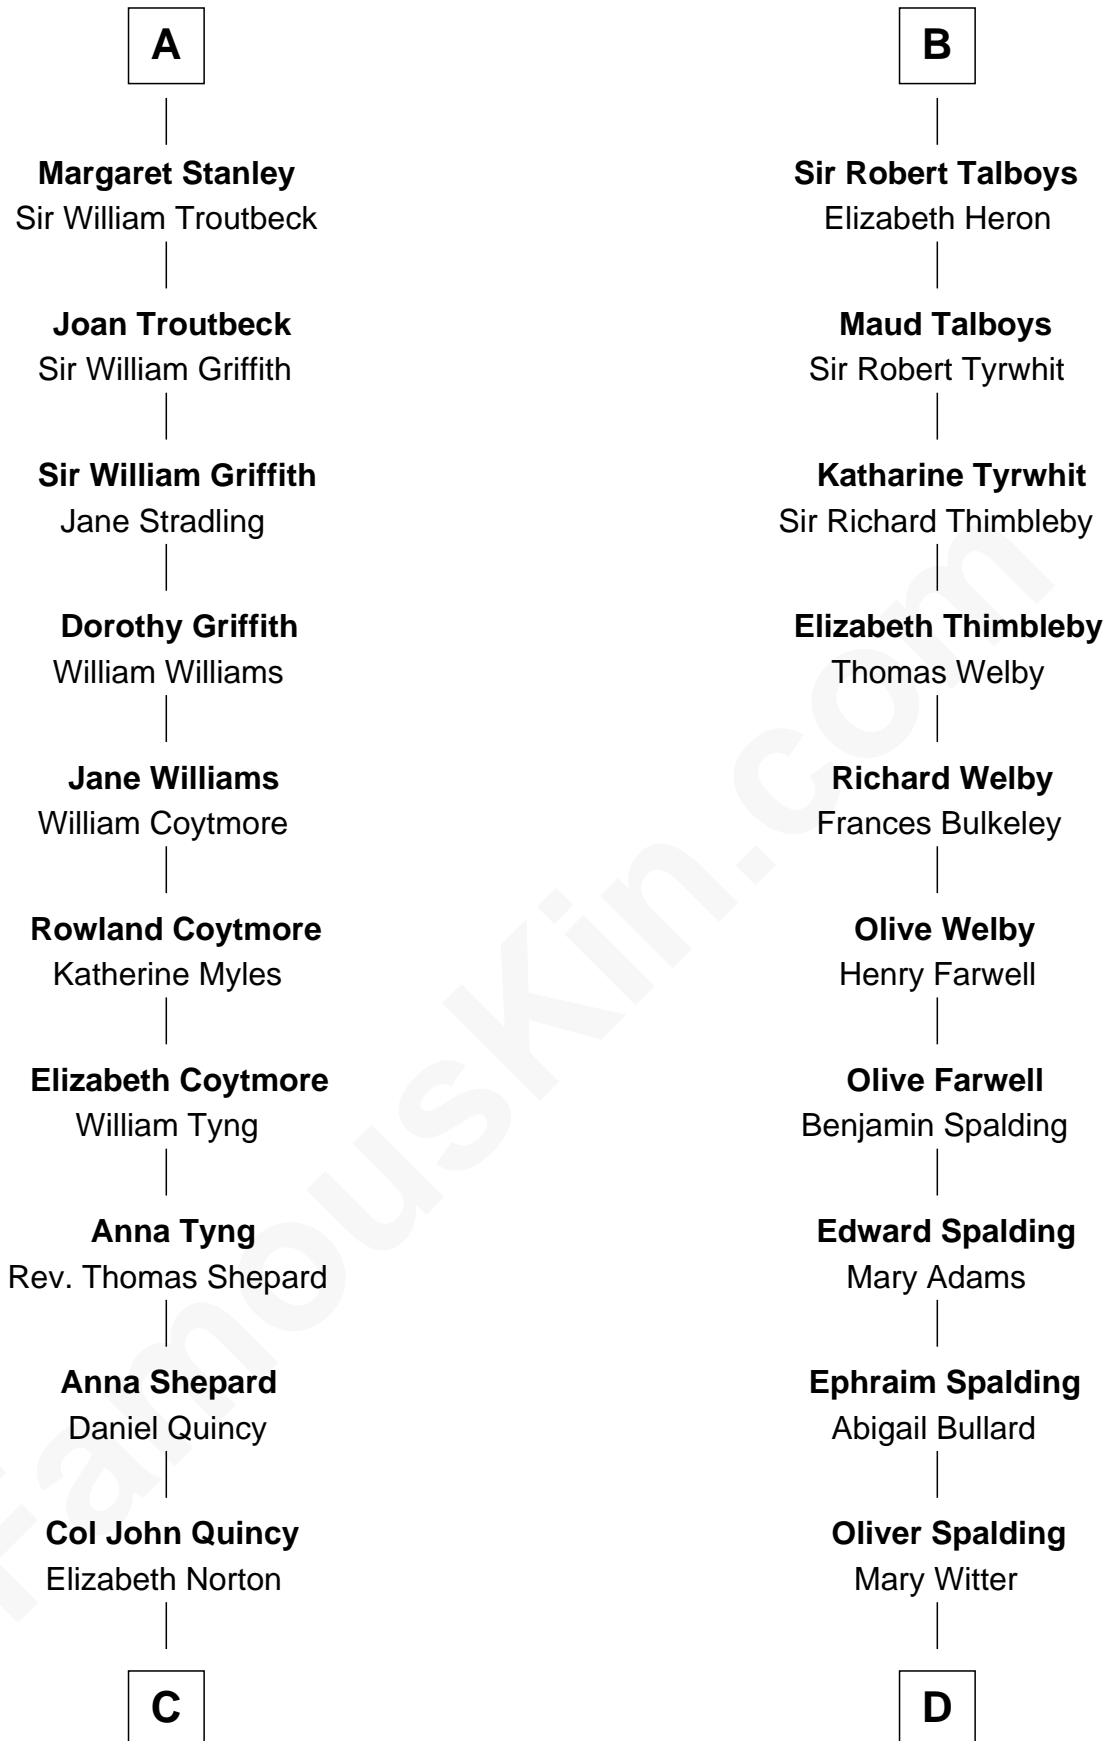 A
Margaret Stanley
Sir William Troutbeck
Joan Troutbeck
Sir William Griffith
Sir William Griffith
Jane Stradling
Dorothy Griffith
William Williams
Jane Williams
William Coytmore
Rowland Coytmore
Katherine Myles
Elizabeth Coytmore
William Tyng
Anna Tyng
Rev. Thomas Shepard
Anna Shepard
Daniel Quincy
Col John Quincy
Elizabeth Norton
C
B
Sir Robert Talboys
Elizabeth Heron
Maud Talboys
Sir Robert Tyrwhit
Katharine Tyrwhit
Sir Richard Thimbleby
Elizabeth Thimbleby
Thomas Welby
Richard Welby
Frances Bulkeley
Olive Welby
Henry Farwell
Olive Farwell
Benjamin Spalding
Edward Spalding
Mary Adams
Ephraim Spalding
Abigail Bullard
Oliver Spalding
Mary Witter
D
FamousKin.com